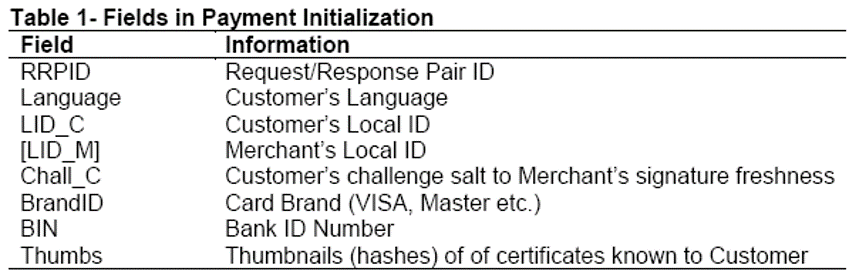 Table 1- Fields in Payment Initialization
Field Information
RRPID Request/Response Pair ID
Language Customer's Language
LID_C Customer's Local ID
[LID_M] Merchant's Local ID
Chall_C Customer's challenge salt to Merchant's signature freshness
BrandID Card Brand (VISA, Master etc.)
BIN Bank ID Number
Thumbs Thumbnails (hashes) of of certificates known to Customer